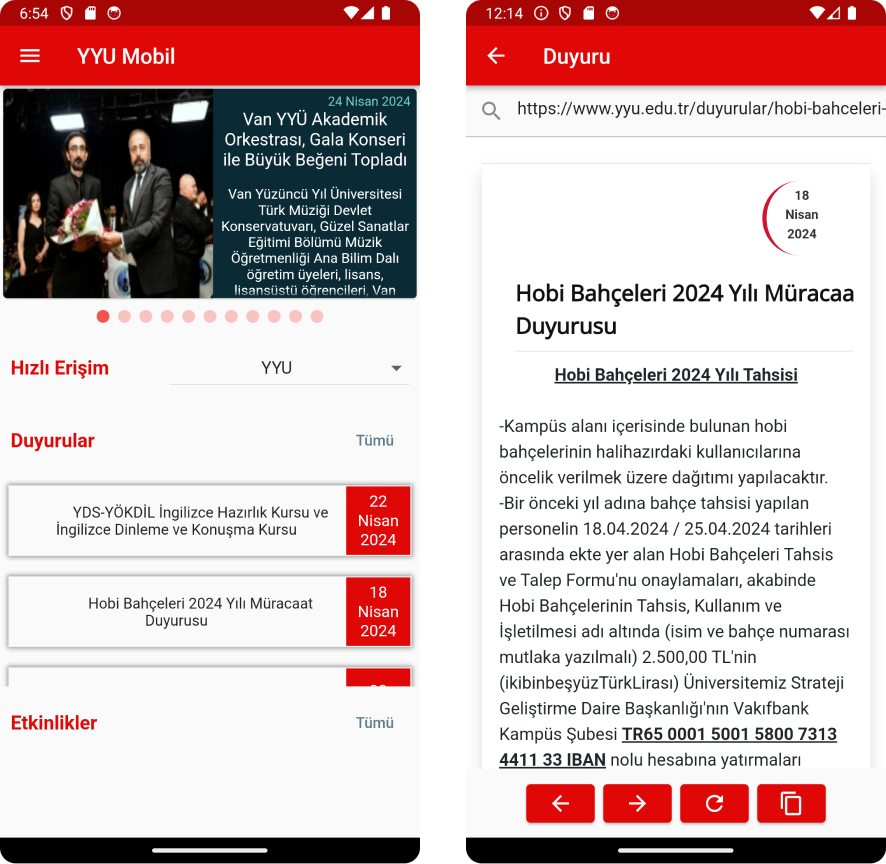 6:54
YYU Mobil
24 Nisan 2024
Van YYÜ Akademik
Orkestrası, Gala Konseri
ile Büyük Beğeni Topladı
Van Yüzüncü Yıl Üniversitesi
Türk Müziği Devlet
Konservatuvarı, Güzel Sanatlar
Eğitimi Bölümü Müzik
Öğretmenliği Ana Bilim Dalı
öğretim üyeleri, lisans,
lisansüstü öğrencileri, Van
Hızlı Erişim
YYU
Duyurular
Tümü
YDS-YÖKDİL İngilizce Hazırlık Kursu ve
İngilizce Dinleme ve Konuşma Kursu
22
Nisan
2024
Hobi Bahçeleri 2024 Yılı Müracaat
Duyurusu
18
Nisan
2024
Etkinlikler
Tümü
12:14
Duyuru
https://www.yyu.edu.tr/duyurular/hobi-bahceleri-
18
Nisan
2024
Hobi Bahçeleri 2024 Yılı Müracaa
Duyurusu
Hobi Bahçeleri 2024 Yılı Tahsisi
-Kampüs alanı içerisinde bulunan hobi
bahçelerinin halihazırdaki kullanıcılarına
öncelik verilmek üzere dağıtımı yapılacaktır.
-Bir önceki yıl adına bahçe tahsisi yapılan
personelin 18.04.2024 / 25.04.2024 tarihleri
arasında ekte yer alan Hobi Bahçeleri Tahsis
ve Talep Formu'nu onaylamaları, akabinde
Hobi Bahçelerinin Tahsis, Kullanım ve
İşletilmesi adı altında (isim ve bahçe numarası
mutlaka yazılmalı) 2.500,00 TL'nin
(ikibinbeşyüzTürkLirası) Üniversitemiz Strateji
Geliştirme Daire Başkanlığı'nın Vakıfbank
Kampüs Şubesi TR65 0001 5001 5800 7313
4411 33 IBAN nolu hesabına yatırmaları